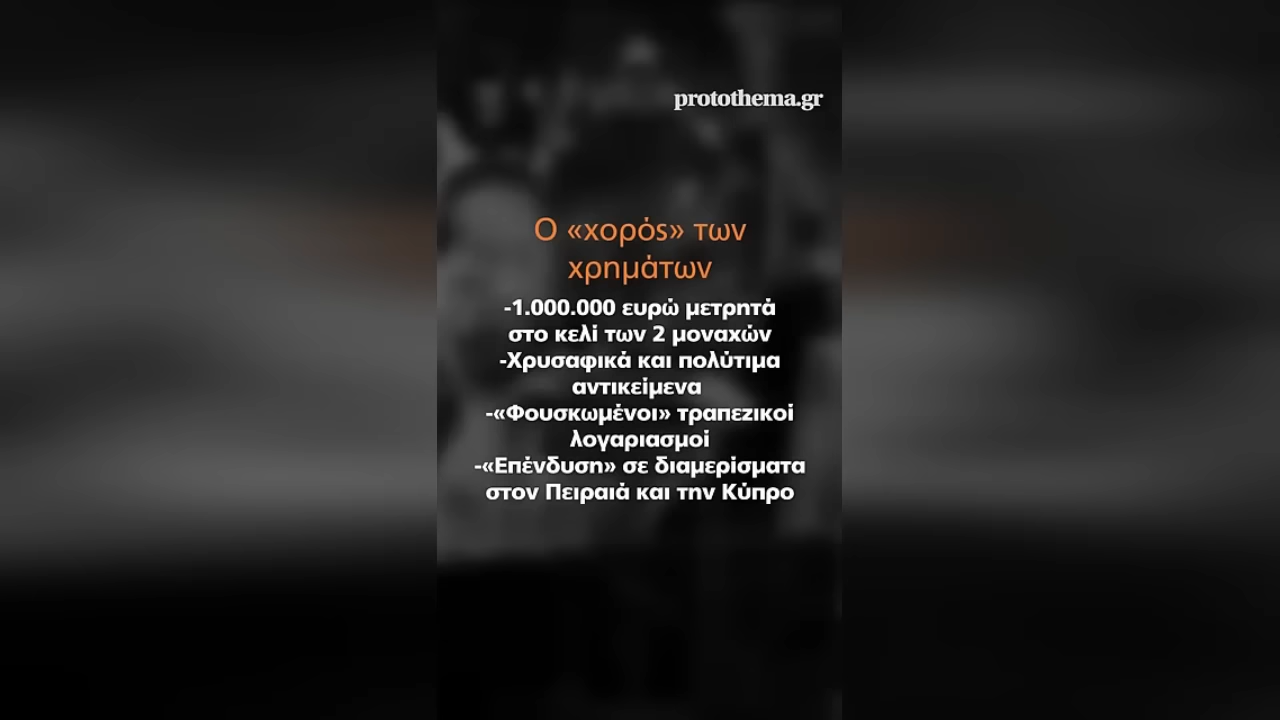 protothema.gr
Ο «χορός» των
χρημάτων
-1.000.000 ευρώ μετρητά
στο κελί των 2 μοναχών
-Χρυσαφικά και πολύτιμα
αντικείμενα
-«Φουσκωμένοι» τραπεζικοί
λογαριασμοί
-«Επένδυση» σε διαμερίσματα
στον Πειραιά και την Κύπρο